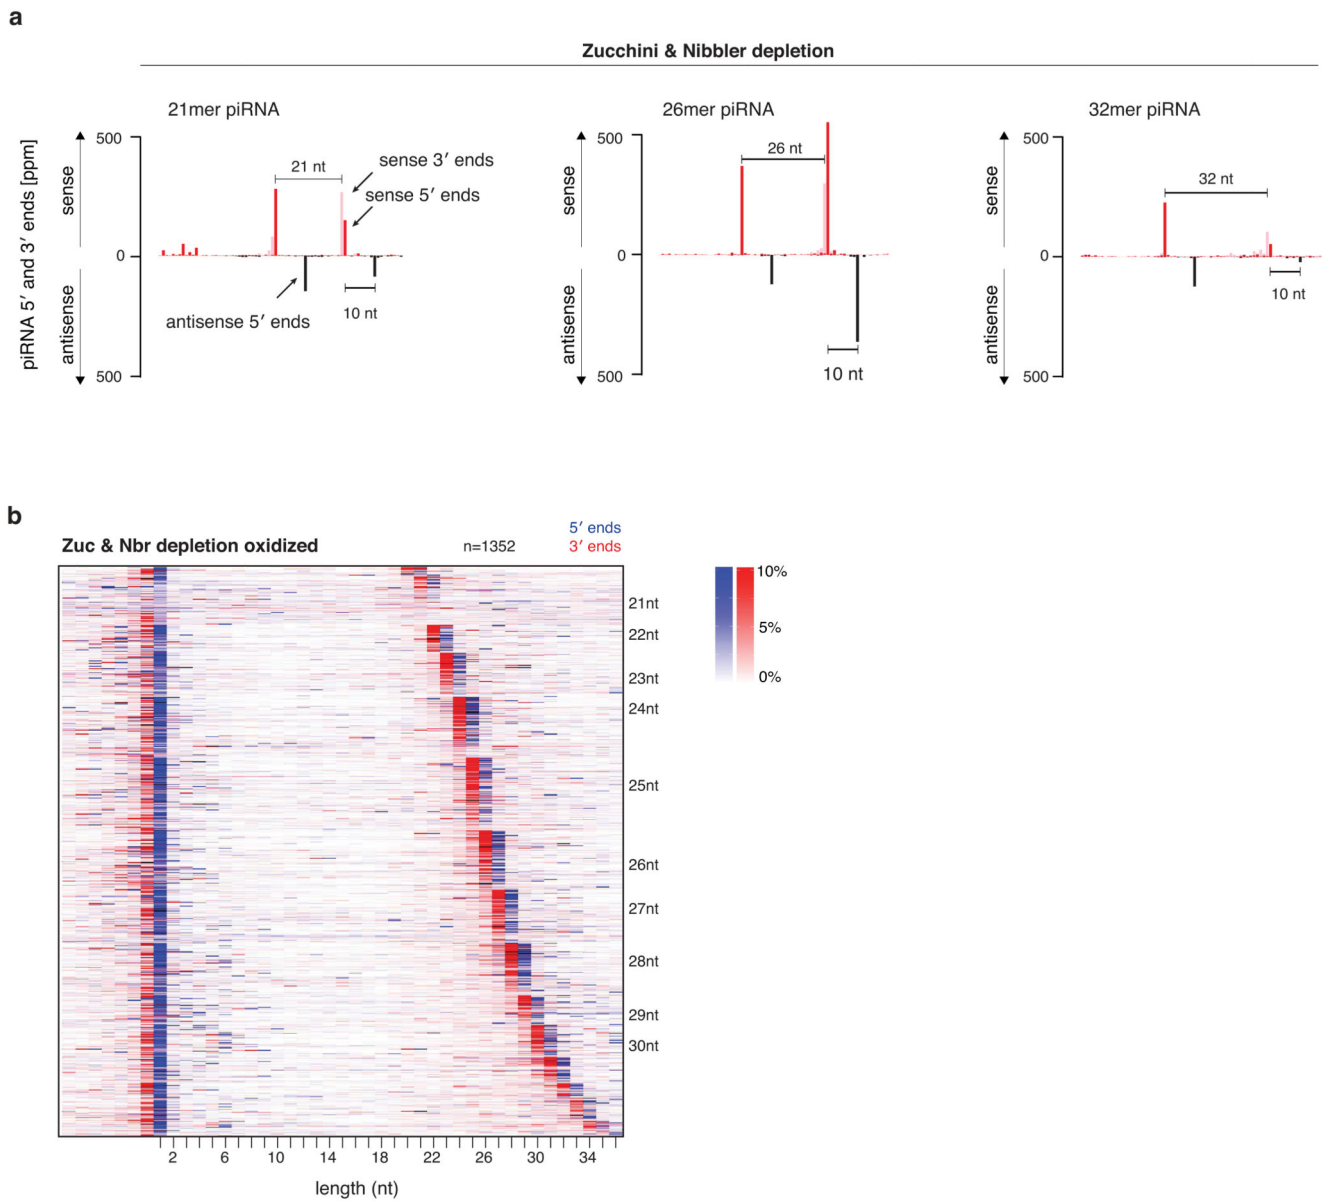 a
Zucchini & Nibbler depletion
21mer piRNA
26mer piRNA
32mer piRNA
piRNA 5′ and 3′ ends [ppm]
sense
antisense
500
0
500
21 nt
sense 3′ ends
sense 5′ ends
antisense 5′ ends
10 nt
sense
antisense
500
0
500
26 nt
10 nt
sense
antisense
500
0
500
32 nt
10 nt
b
Zuc & Nbr depletion oxidized
n=1352
5′ ends
3′ ends
10%
5%
0%
21nt
22nt
23nt
24nt
25nt
26nt
27nt
28nt
29nt
30nt
2 6 10 14 18 22 26 30 34
length (nt)